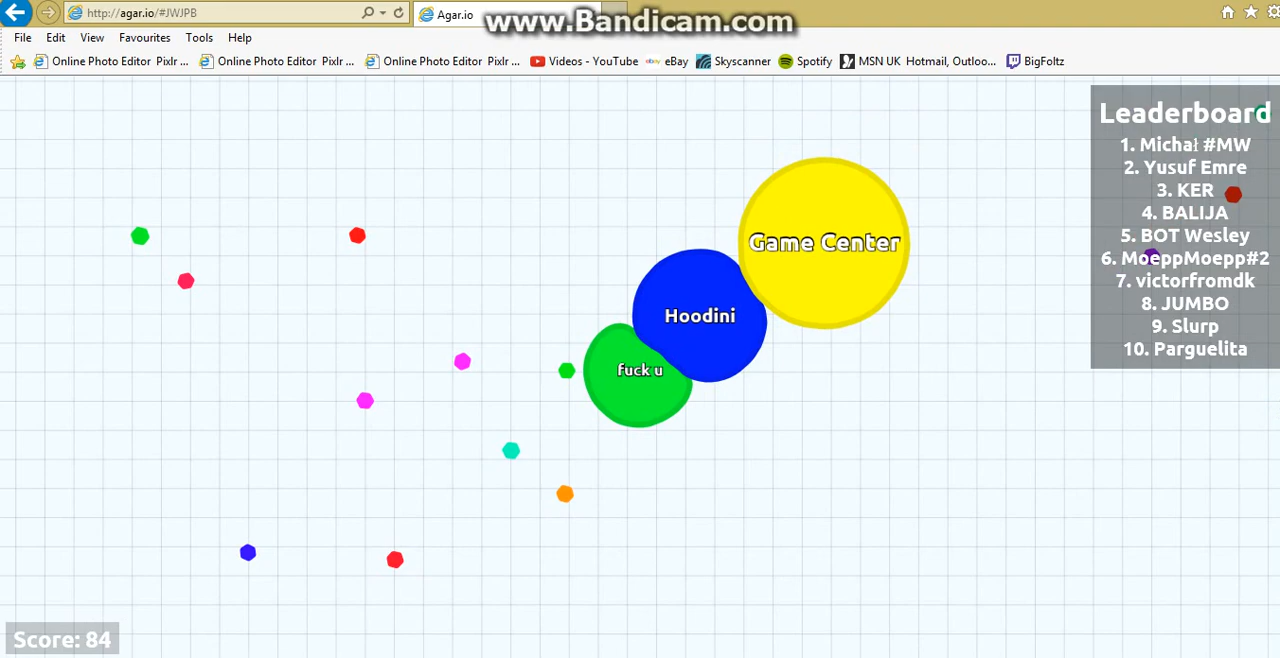 http://agar.io/#JWJPB
Agar.io
www.Bandicam.com
File Edit View Favourites Tools Help
Online Photo Editor Pixlr ... Online Photo Editor Pixlr ... Online Photo Editor Pixlr ... Videos - YouTube ebay eBay Skyscanner Spotify MSN UK Hotmail, Outloo... BigFoltz
Leaderboard
1. Michał #MW
2. Yusuf Emre
3. KER
4. BALIJA
5. BOT Wesley
6. MoeppMoepp#2
7. victorfromdk
8. JUMBO
9. Slurp
10. Parguelita
Game Center
Hoodini
fuck u
Score: 84